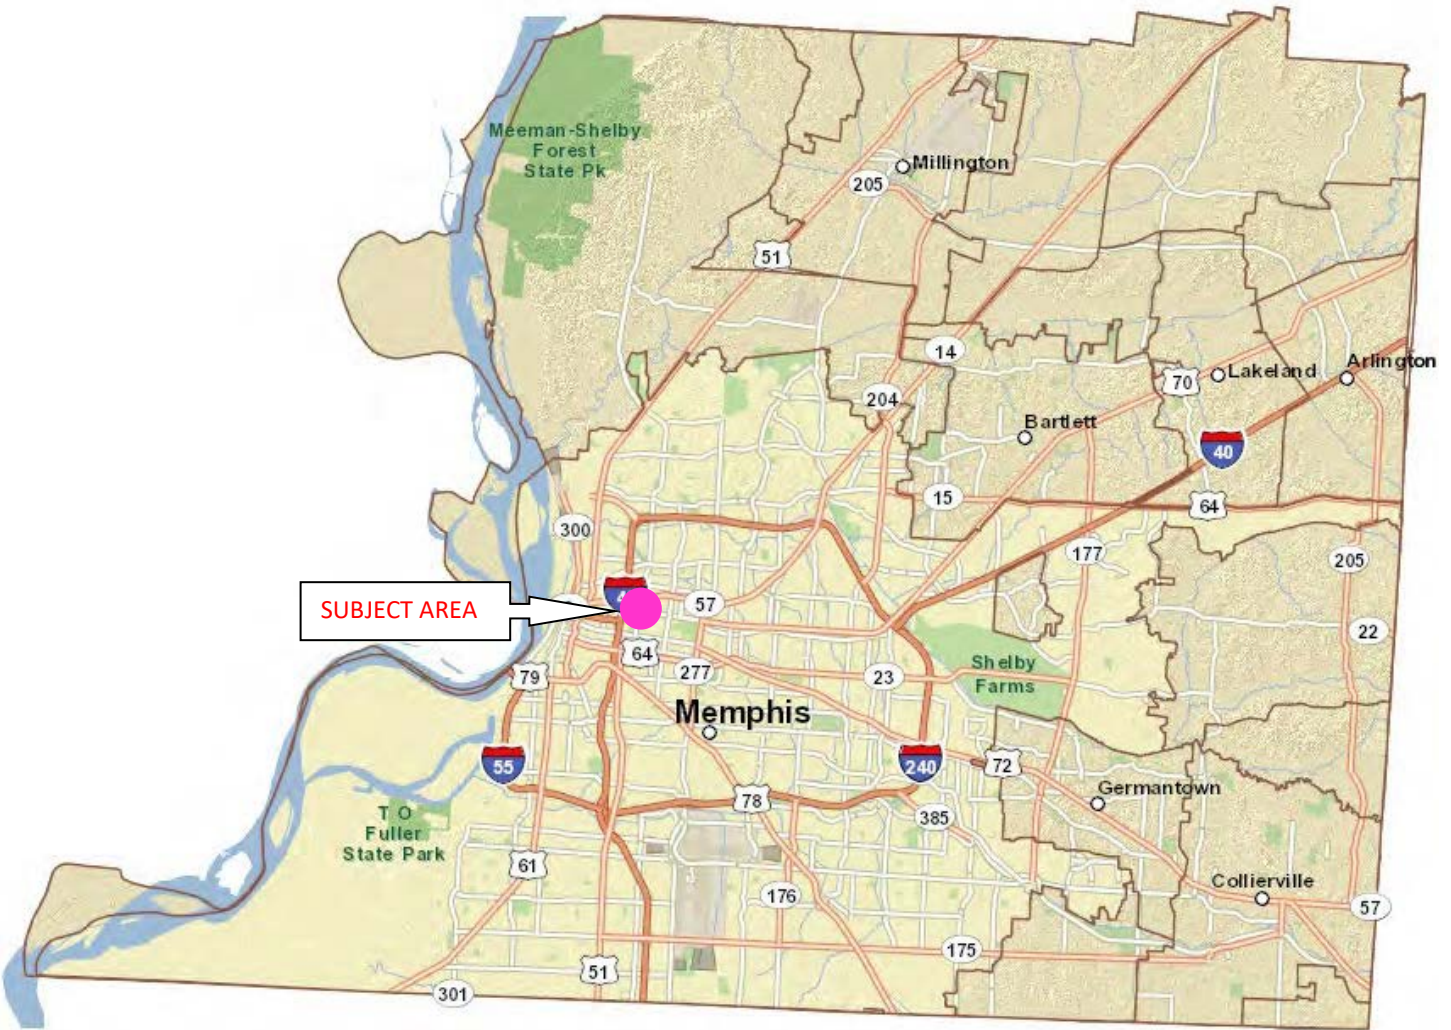 Meeman-Shelby
Forest
State Pk
Millington
205
51
14
Arlington
70
Lakeland
204
Bartlett
40
15
64
300
177
205
SUBJECT AREA
57
22
64
Shelby
Farms
79
277
23
Memphis
55
240
72
78
Germantown
T O
Fuller
State Park
385
61
Collierville
176
57
175
51
301